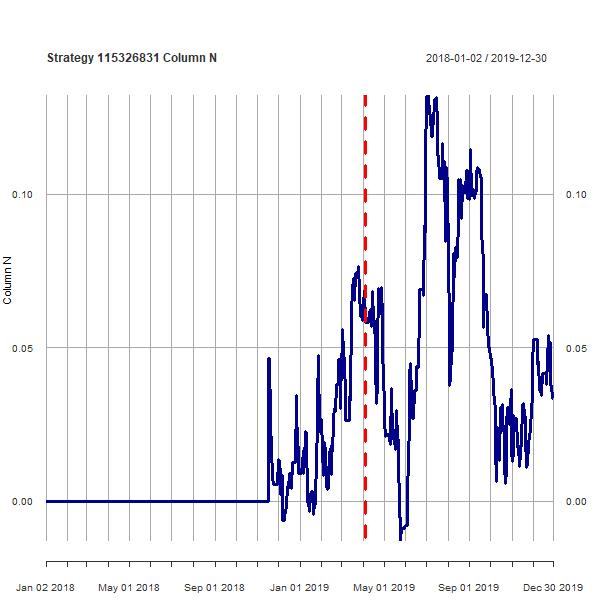 Strategy 115326831 Column N
2018-01-02 / 2019-12-30
0.10
0.10
Column N
0.05
0.05
0.00
0.00
Jan 02 2018
May 01 2018
Sep 01 2018
Jan 01 2019
May 01 2019
Sep 01 2019
Dec 30 2019